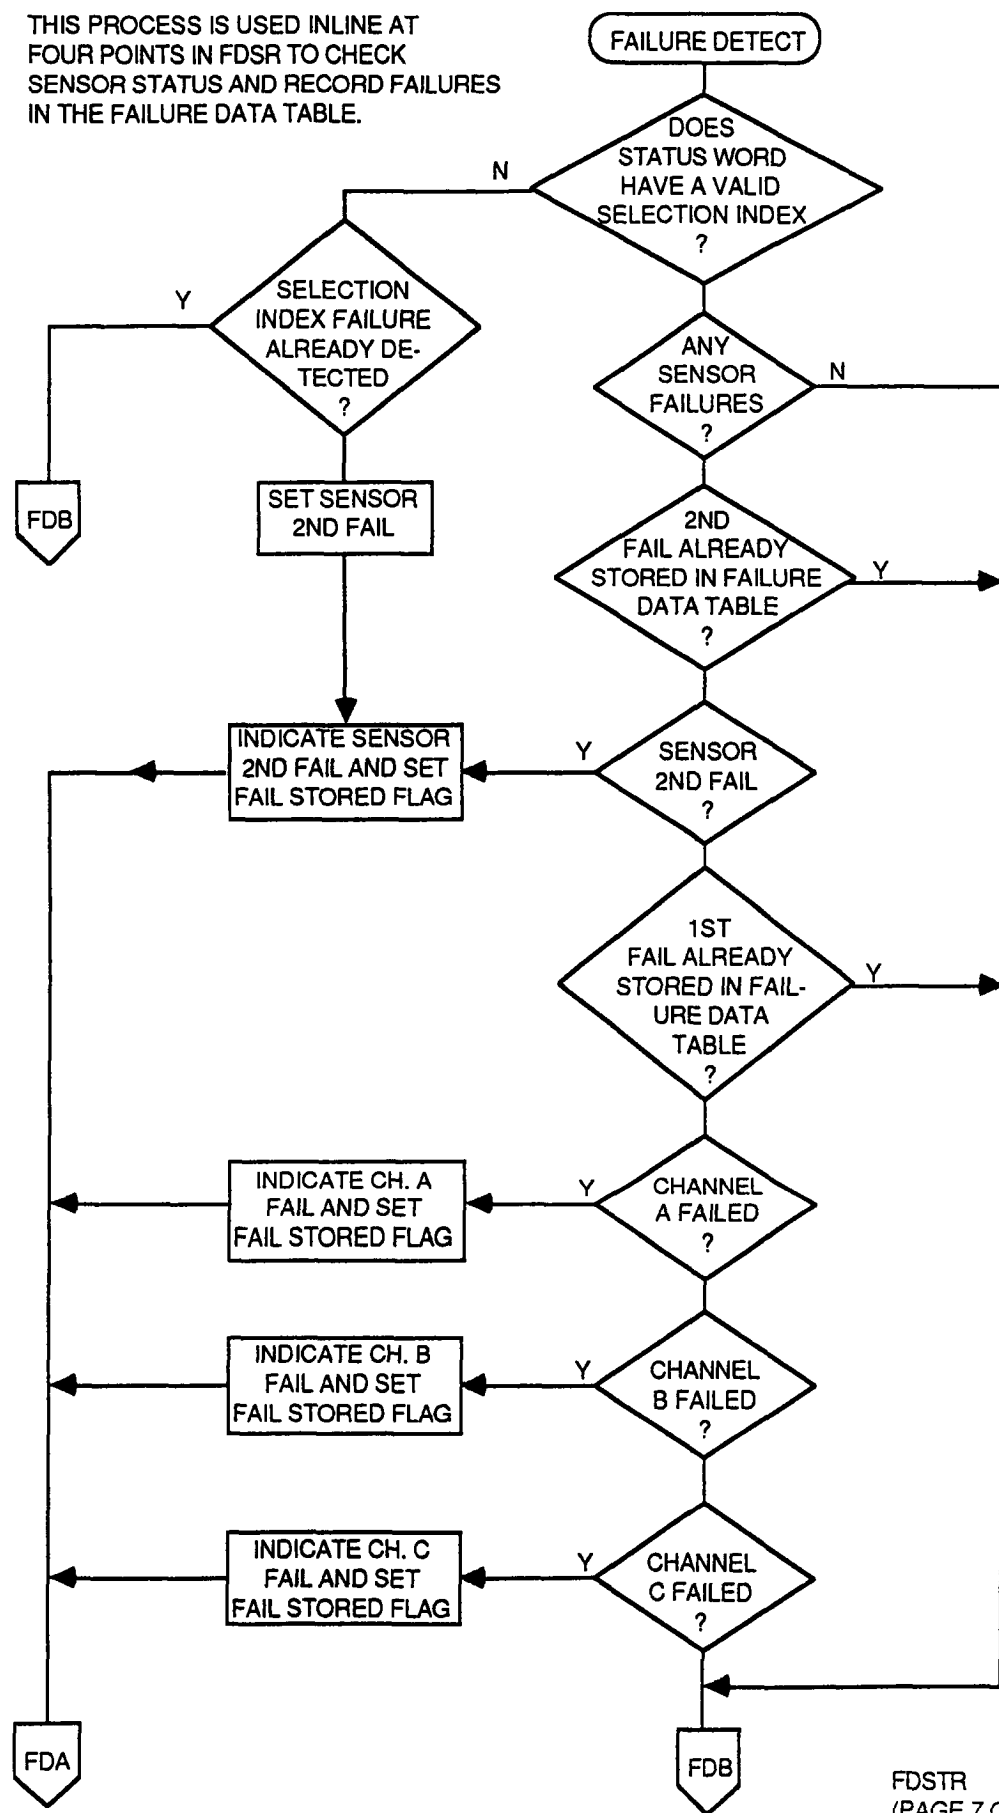 THIS PROCESS IS USED INLINE AT
FOUR POINTS IN FDSR TO CHECK
SENSOR STATUS AND RECORD FAILURES
IN THE FAILURE DATA TABLE.
FAILURE DETECT
DOES
STATUS WORD
HAVE A VALID
SELECTION INDEX
?
N
SELECTION
INDEX FAILURE
ALREADY DE-
TECTED
?
Y
FDB
SET SENSOR
2ND FAIL
ANY
SENSOR
FAILURES
?
N
2ND
FAIL ALREADY
STORED IN FAILURE
DATA TABLE
?
Y
SENSOR
2ND FAIL
?
Y
INDICATE SENSOR
2ND FAIL AND SET
FAIL STORED FLAG
1ST
FAIL ALREADY
STORED IN FAIL-
URE DATA
TABLE
?
Y
CHANNEL
A FAILED
?
Y
INDICATE CH. A
FAIL AND SET
FAIL STORED FLAG
CHANNEL
B FAILED
?
Y
INDICATE CH. B
FAIL AND SET
FAIL STORED FLAG
CHANNEL
C FAILED
?
Y
INDICATE CH. C
FAIL AND SET
FAIL STORED FLAG
FDA
FDB
FDSTR
(PAGE 7